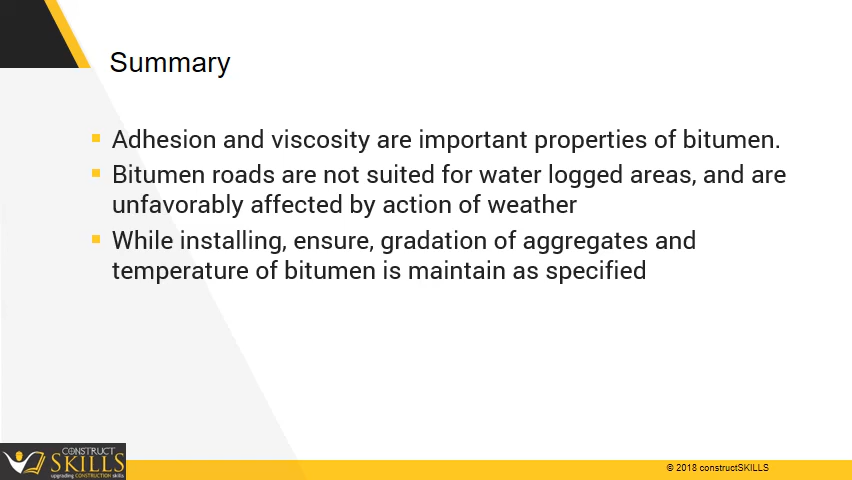 Summary
Adhesion and viscosity are important properties of bitumen.
Bitumen roads are not suited for water logged areas, and are
unfavorably affected by action of weather
While installing, ensure, gradation of aggregates and
temperature of bitumen is maintain as specified
CONSTRUCT
SKILLS
upgrading CONSTRUCTION skills
© 2018 constructSKILLS